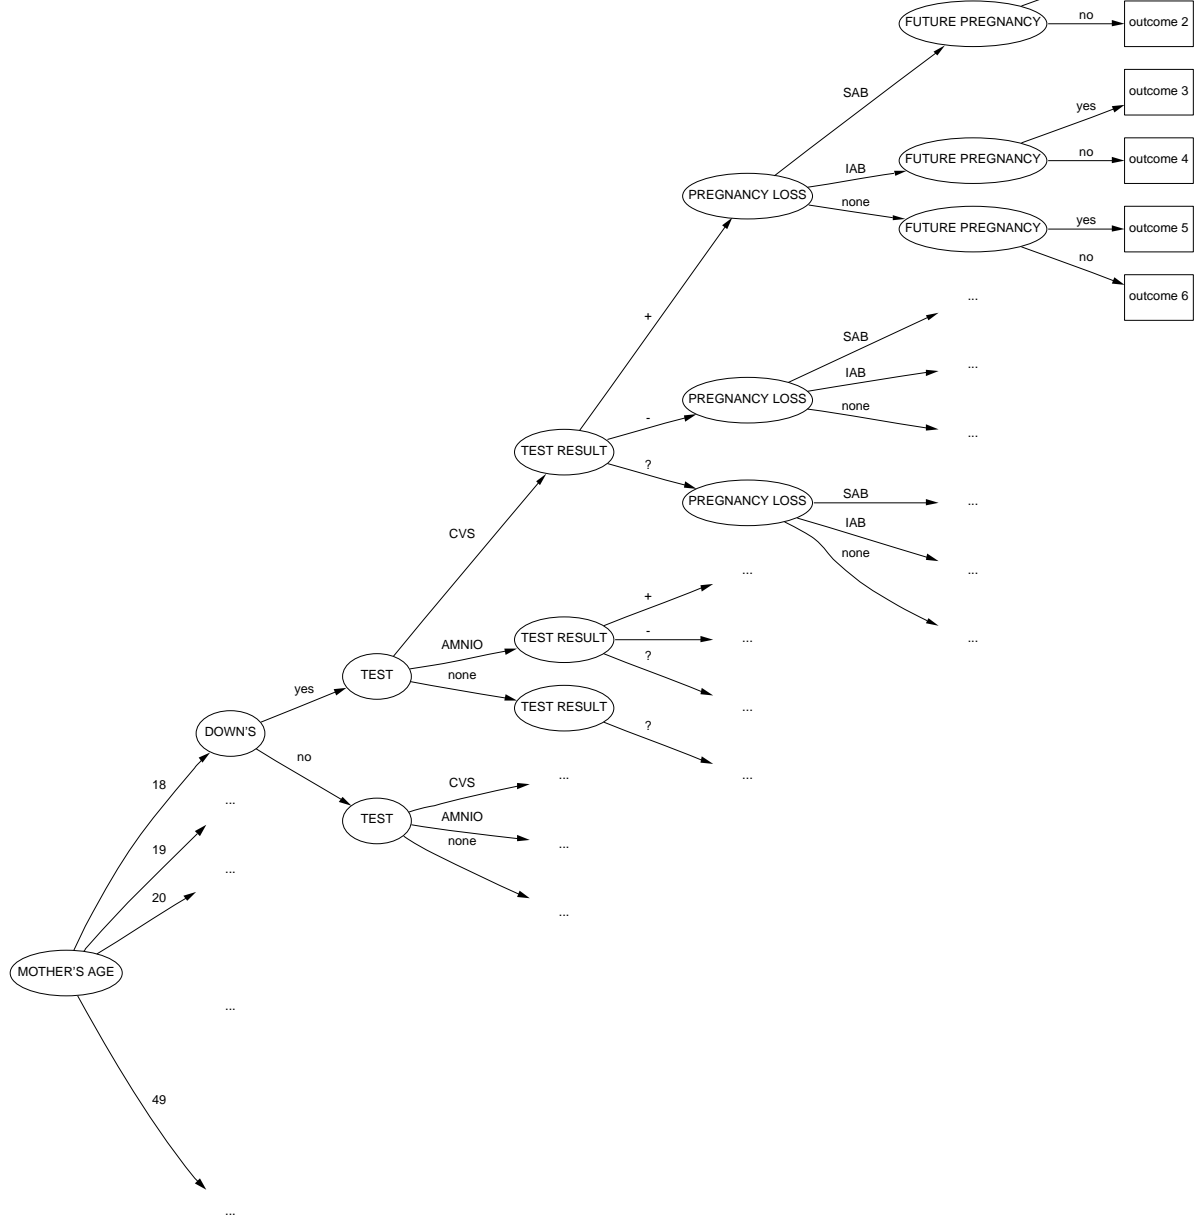 FUTURE PREGNANCY
no
outcome 2
SAB
outcome 3
yes
IAB
FUTURE PREGNANCY
no
outcome 4
PREGNANCY LOSS
none
FUTURE PREGNANCY
yes
outcome 5
no
outcome 6
...
+
SAB
...
IAB
PREGNANCY LOSS
none
-
...
TEST RESULT
?
SAB
PREGNANCY LOSS
...
IAB
CVS
none
...
...
+
TEST RESULT
-
...
...
AMNIO
?
TEST
none
yes
TEST RESULT
...
?
DOWN'S
no
...
...
18
CVS
...
AMNIO
TEST
none
...
19
...
20
...
MOTHER'S AGE
...
49
...